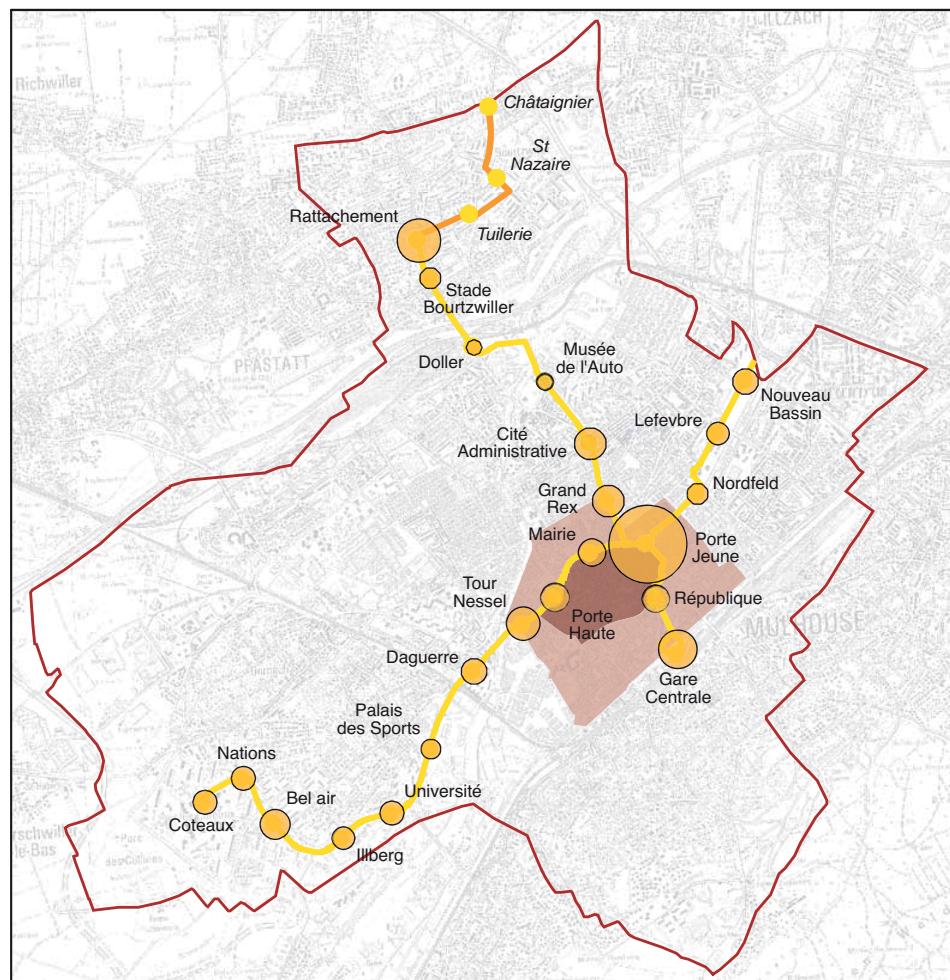 ILLZACH
Richwiller
Châtaignier
St
Nazaire
Rattachement
Tuilerie
Stade
Bourtzwiller
PFASTATT
Doller
Musée
de l'Auto
Nouveau
Bassin
Lefevbre
Cité
Administrative
Grand
Rex
Nordfeld
Mairie
Porte
Jeune
Tour
Nessel
Porte
Haute
République
MULHOUSE
Daguerre
Gare
Centrale
Palais
des Sports
Nations
Bel air
Université
Coteaux
Illberg